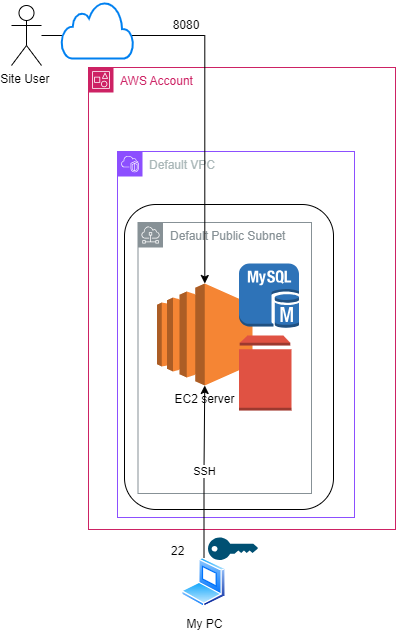 8080
Site User
AWS Account
Default VPC
Default Public Subnet
MySQL
M
EC2 server
SSH
22
My PC